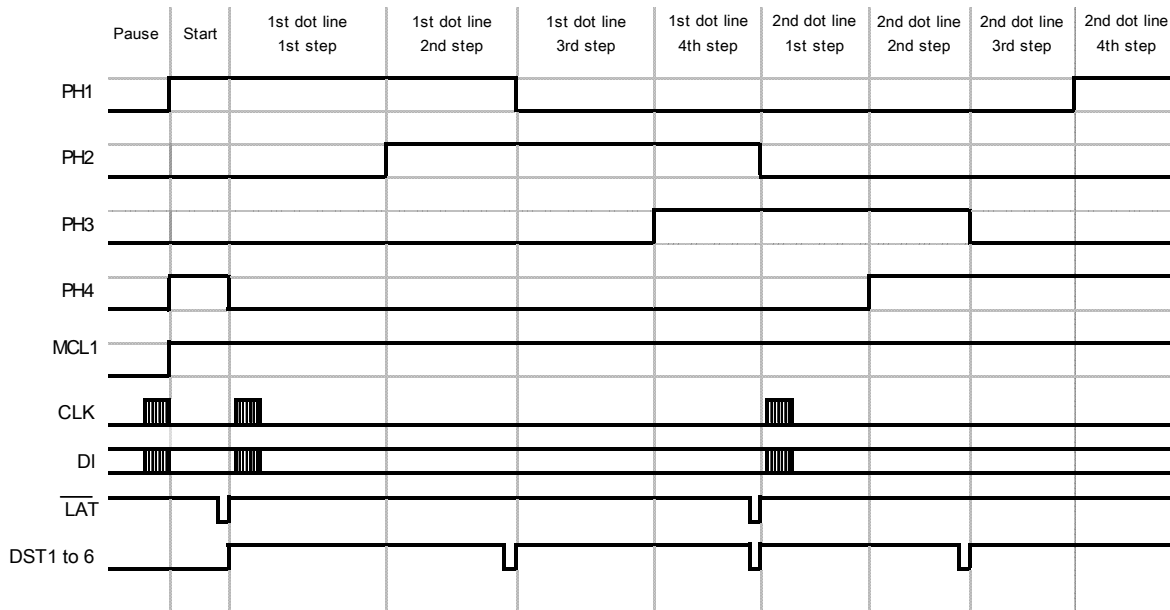 Pause
Start
1st dot line
1st step
1st dot line
2nd step
1st dot line
3rd step
1st dot line
4th step
2nd dot line
1st step
2nd dot line
2nd step
2nd dot line
3rd step
2nd dot line
4th step
PH1
PH2
PH3
PH4
MCL1
CLK
DI
LAT
DST1 to 6